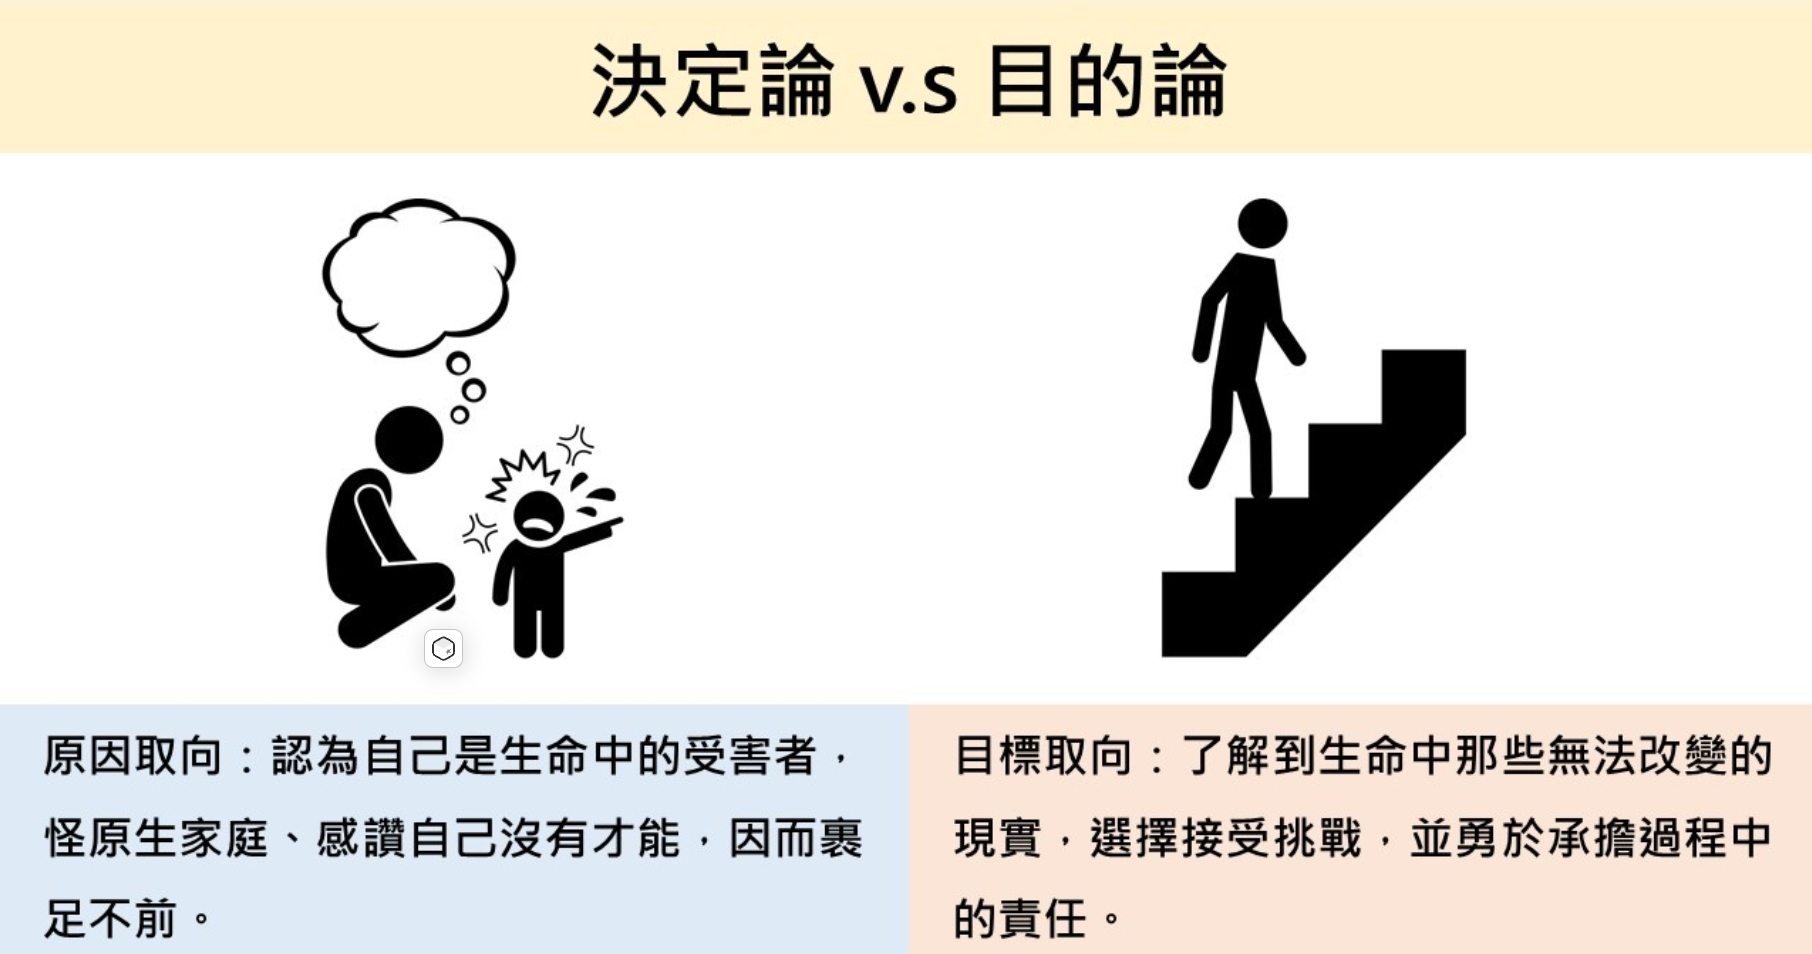 決定論 v.s 目的論
原因取向：認為自己是生命中的受害者，
怪原生家庭、感讚自己沒有才能，因而裹
足不前。
目標取向：了解到生命中那些無法改變的
現實，選擇接受挑戰，並勇於承擔過程中
的責任。